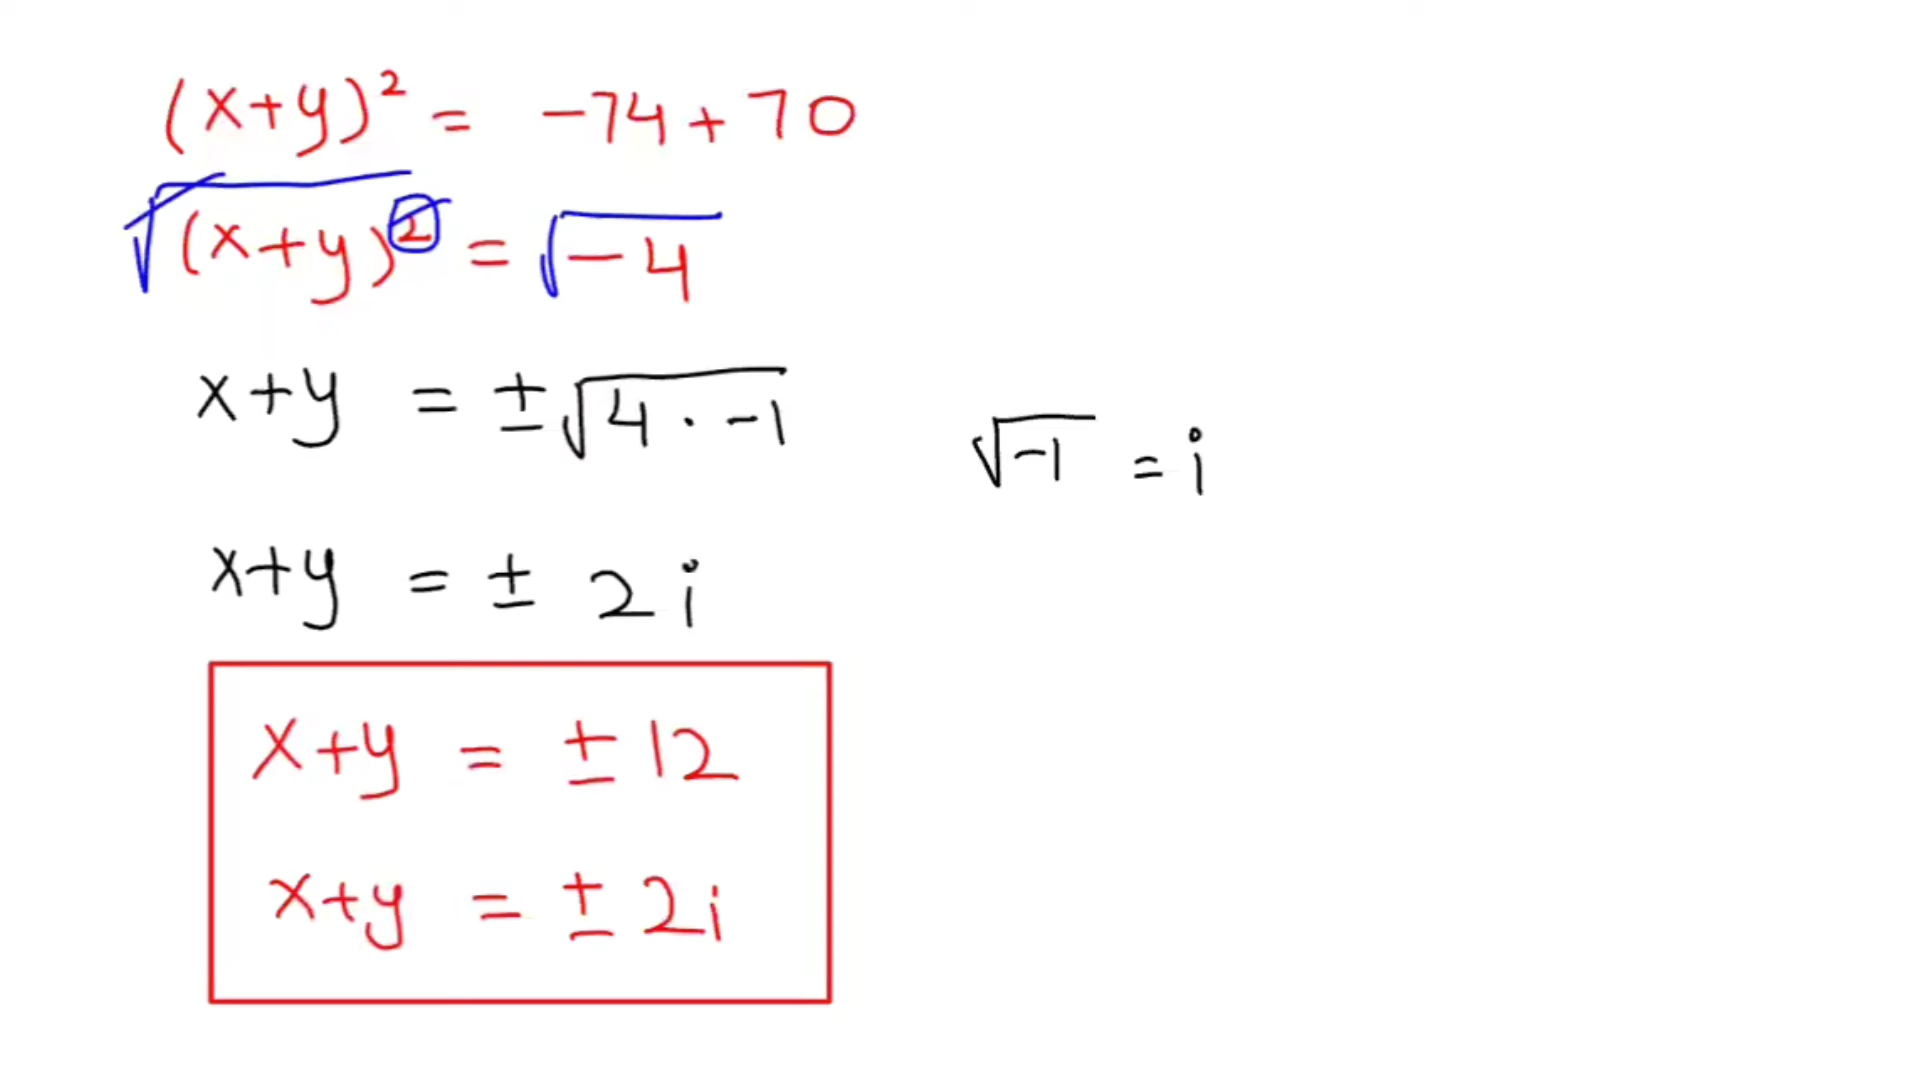 (x+y)² = -74+70
√(x+y)² = √-4
x+y = ±√4 · -1
√-1 = i
x+y = ± 2i
x+y = ±12
x+y = ±2i